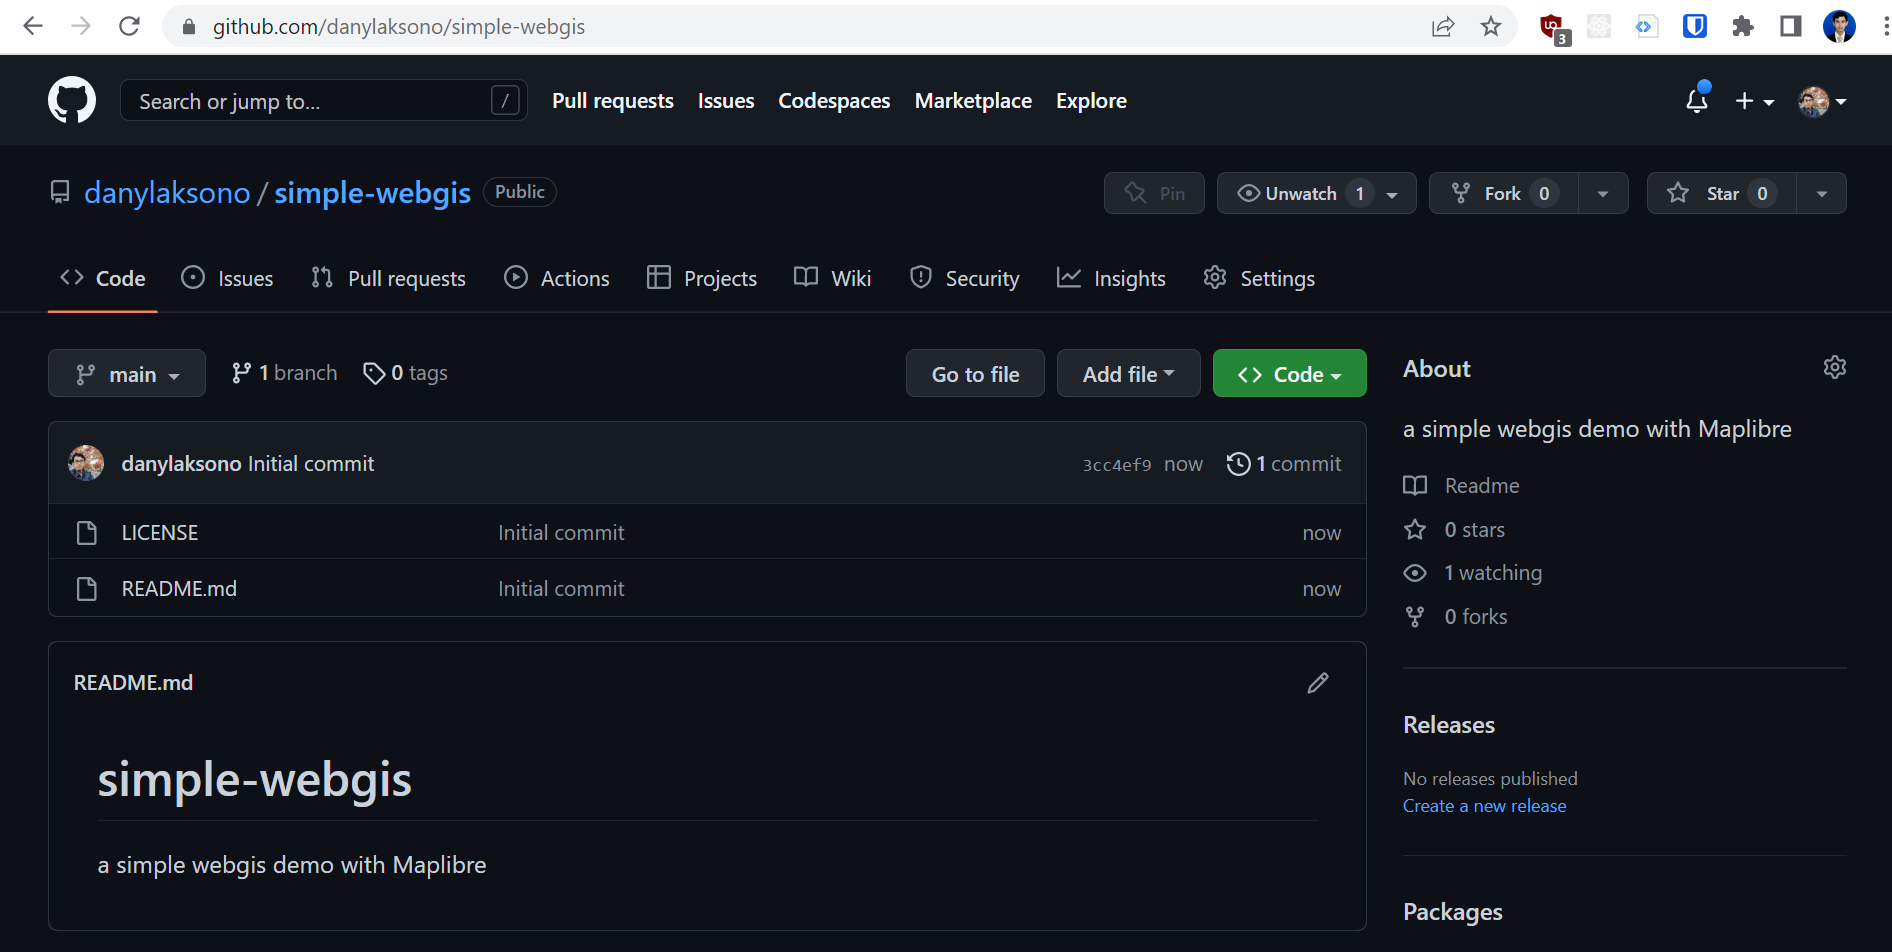 github.com/danylaksono/simple-webgis
3
Search or jump to... /
Pull requests Issues Codespaces Marketplace Explore
danylaksono / simple-webgis Public
Pin
Unwatch 1
Fork 0
Star 0
Code
Issues
Pull requests
Actions
Projects
Wiki
Security
Insights
Settings
main
1 branch
0 tags
Go to file
Add file
Code
danylaksono Initial commit
3cc4ef9 now 1 commit
LICENSE Initial commit now
README.md Initial commit now
README.md
simple-webgis
a simple webgis demo with Maplibre
About
a simple webgis demo with Maplibre
Readme
0 stars
1 watching
0 forks
Releases
No releases published
Create a new release
Packages